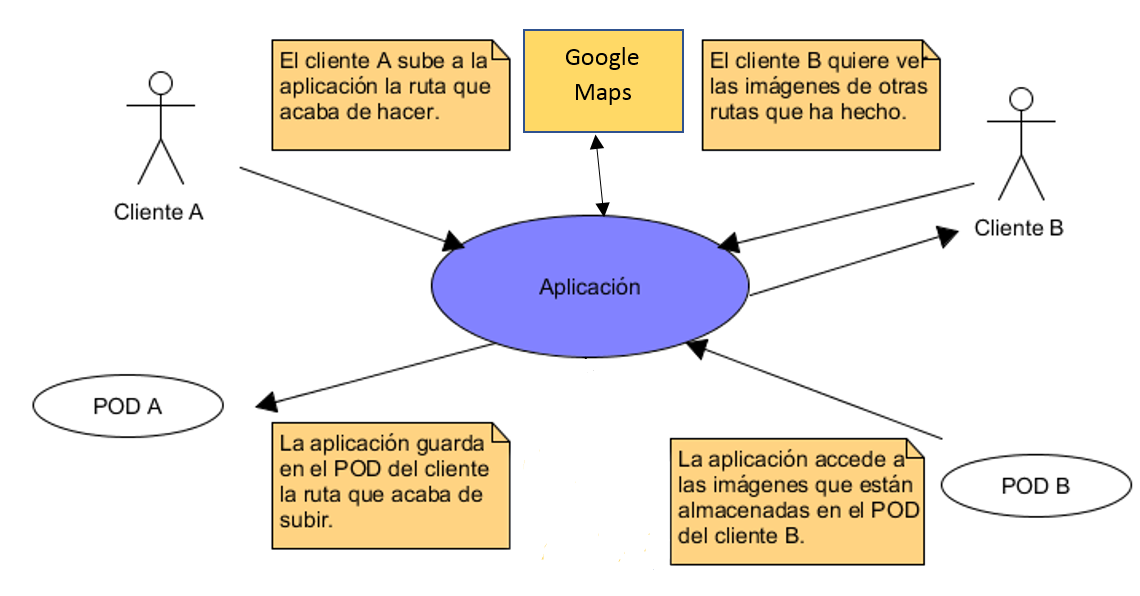 El cliente A sube a la
aplicación la ruta que
acaba de hacer.
Google
Maps
El cliente B quiere ver
las imágenes de otras
rutas que ha hecho.
Cliente A
Cliente B
Aplicación
POD A
La aplicación guarda
en el POD del cliente
la ruta que acaba de
subir.
La aplicación accede a
las imágenes que están
almacenadas en el POD
del cliente B.
POD B